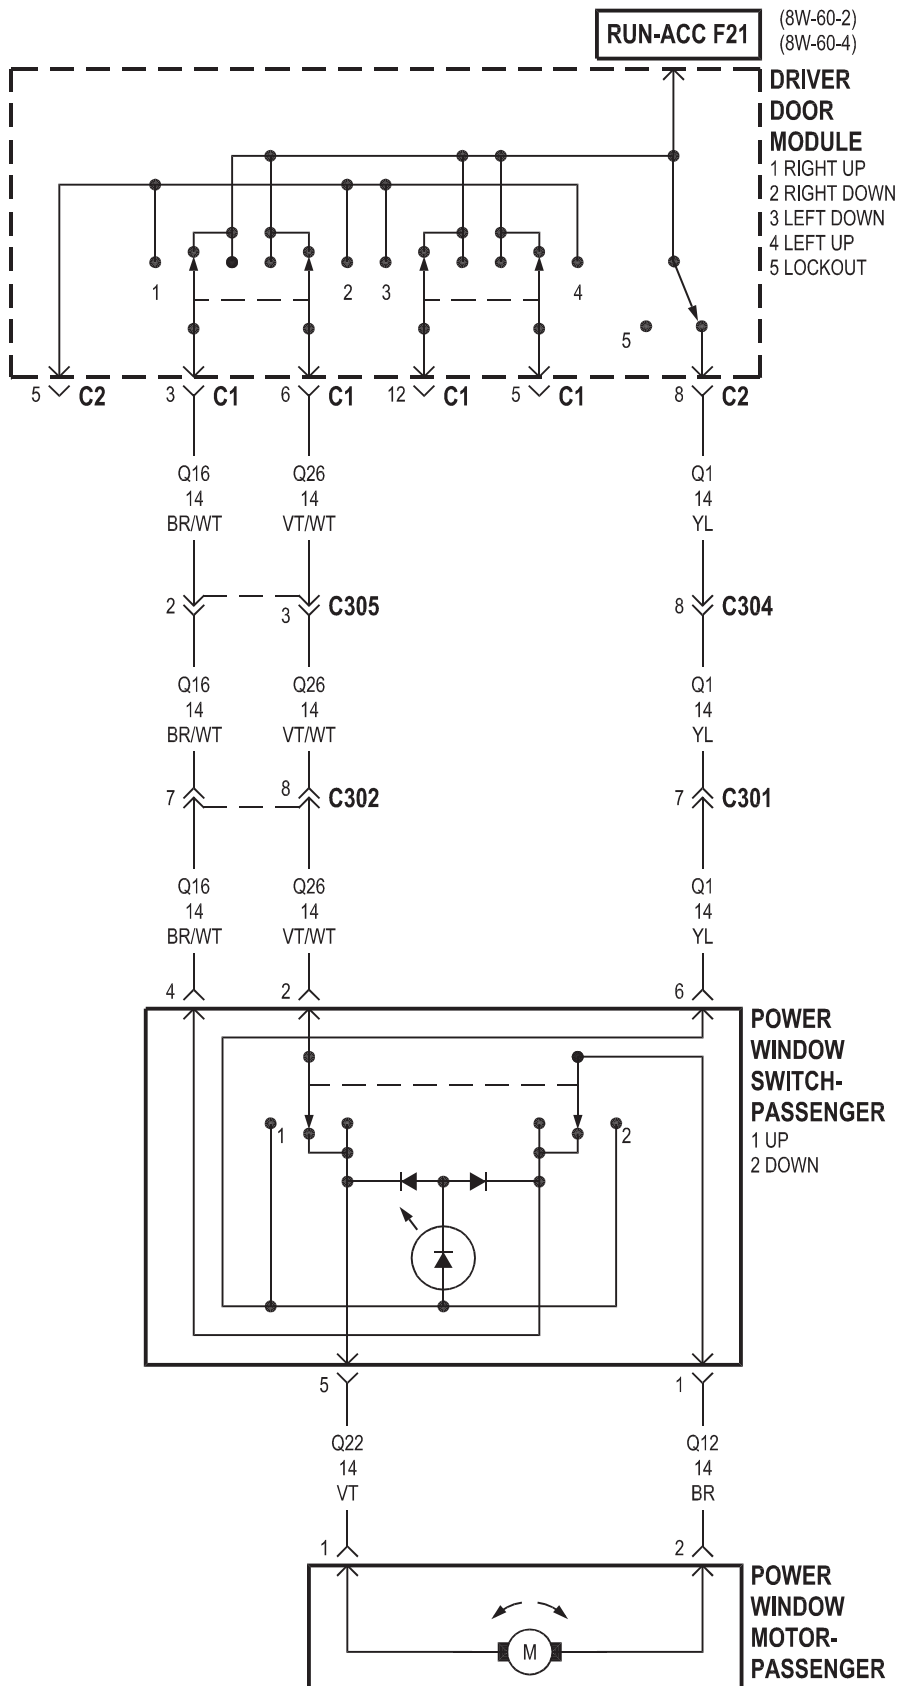 RUN-ACC F21
(8W-60-2)
(8W-60-4)
DRIVER
DOOR
MODULE
1 RIGHT UP
2 RIGHT DOWN
3 LEFT DOWN
4 LEFT UP
5 LOCKOUT
1
2
3
4
5
5 C2
3 C1
6 C1
12 C1
5 C1
8 C2
Q16
14
BR/WT
Q26
14
VT/WT
Q1
14
YL
2
3
C305
8
C304
Q16
14
BR/WT
Q26
14
VT/WT
Q1
14
YL
7
8
C302
7
C301
Q16
14
BR/WT
Q26
14
VT/WT
Q1
14
YL
4
2
6
POWER
WINDOW
SWITCH-
PASSENGER
1 UP
2 DOWN
1
2
5
1
Q22
14
VT
Q12
14
BR
1
2
POWER
WINDOW
MOTOR-
PASSENGER
M